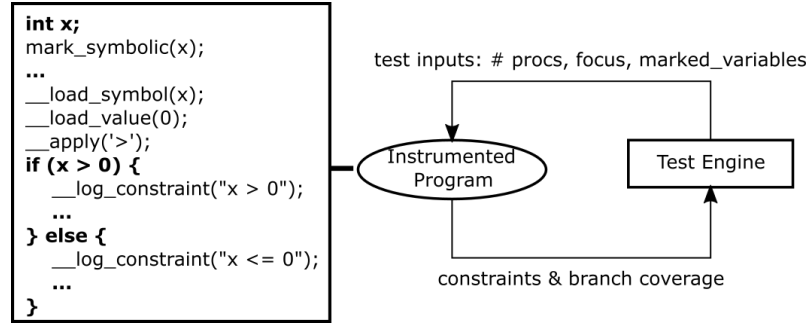 int x;
mark_symbolic(x);
...
__load_symbol(x);
__load_value(0);
__apply('>');
if (x > 0) {
__log_constraint("x > 0");
...
} else {
__log_constraint("x <= 0");
...
}
test inputs: # procs, focus, marked_variables
Instrumented
Program
Test Engine
constraints & branch coverage